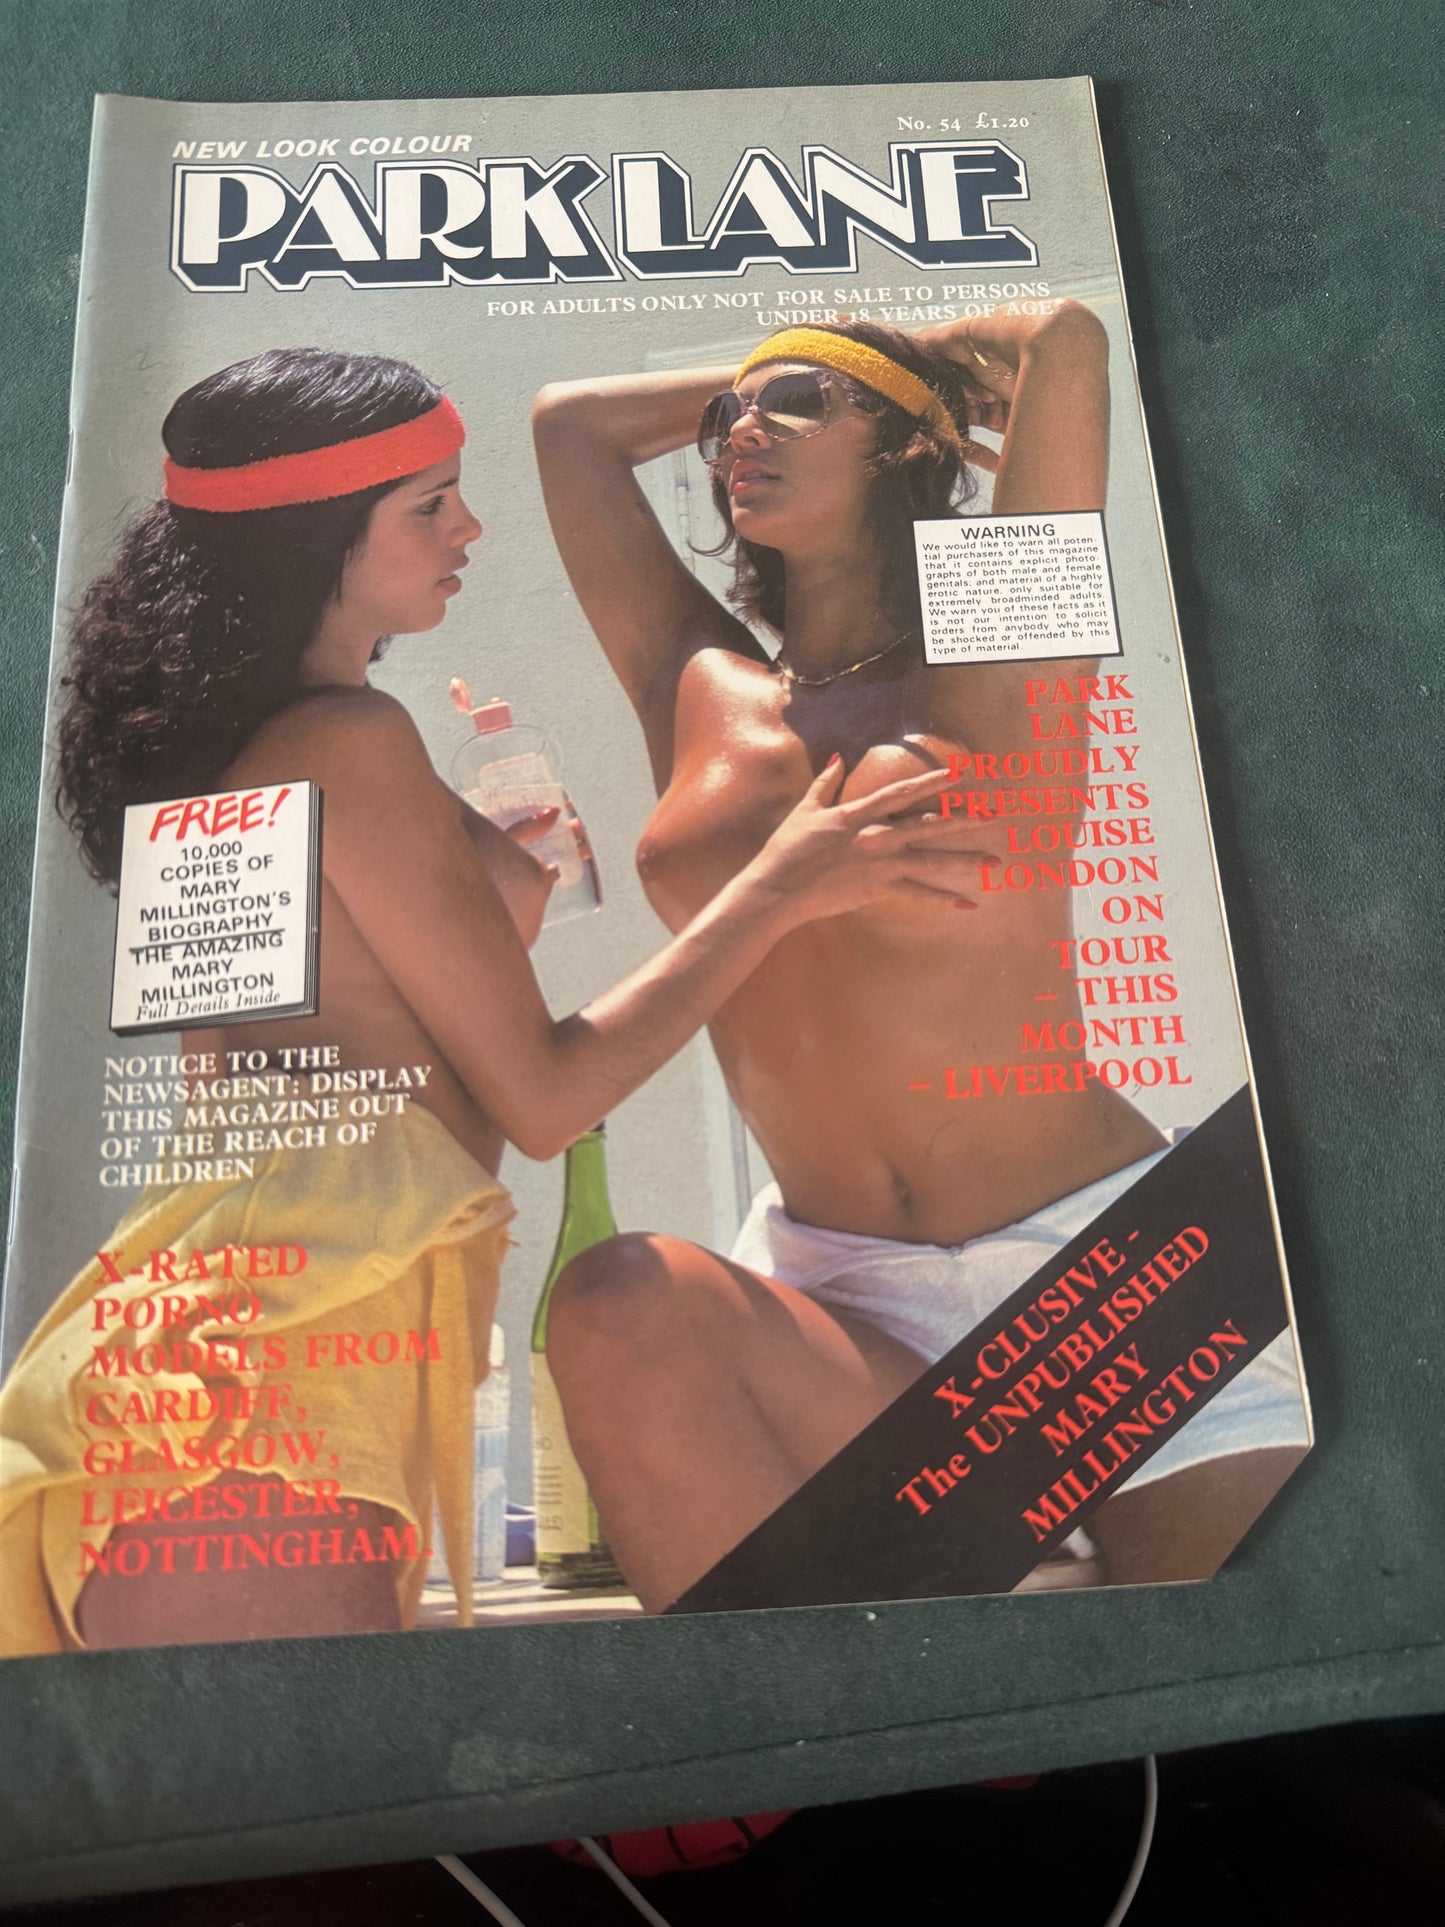 No. 54 £1.20
NEW LOOK COLOUR
PARK LANE
FOR ADULTS ONLY NOT FOR SALE TO PERSONS
UNDER 18 YEARS OF AGE
WARNING
We would like to warn all poten-
tial purchasers of this magazine
that it contains explicit photo-
graphs of both male and female
genitals; and material of a highly
erotic nature, only suitable for
extremely broadminded adults.
We warn you of these facts as it
is not our intention to solicit
orders from anybody who may
be shocked or offended by this
type of material.
PARK
LANE
PROUDLY
PRESENTS
LOUISE
LONDON
ON
TOUR
– THIS
MONTH
– LIVERPOOL
FREE!
10,000
COPIES OF
MARY
MILLINGTON'S
BIOGRAPHY
THE AMAZING
MARY
MILLINGTON
Full Details Inside
NOTICE TO THE
NEWSAGENT: DISPLAY
THIS MAGAZINE OUT
OF THE REACH OF
CHILDREN
X-RATED
PORNO
MODELS FROM
CARDIFF,
GLASGOW,
LEICESTER,
NOTTINGHAM.
X-CLUSIVE -
The UNPUBLISHED
MARY
MILLINGTON